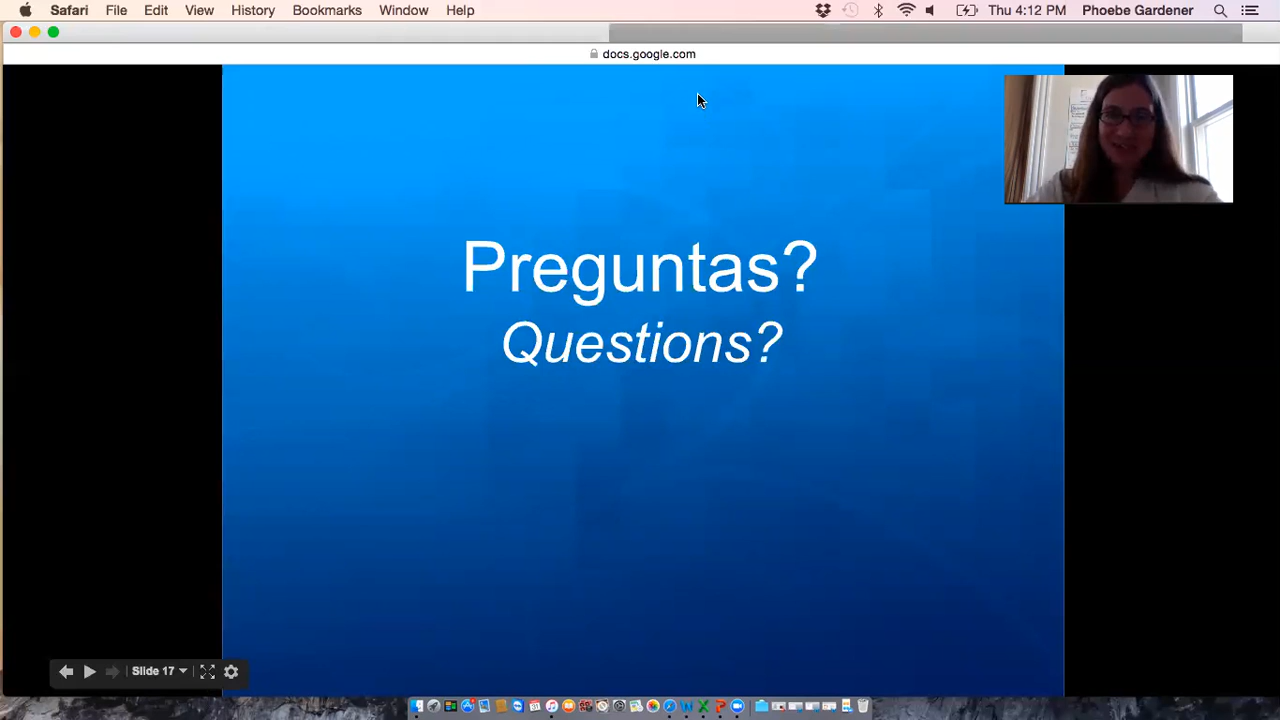 Safari File Edit View History Bookmarks Window Help Thu 4:12 PM Phoebe Gardener
docs.google.com
Preguntas?
Questions?
Slide 17